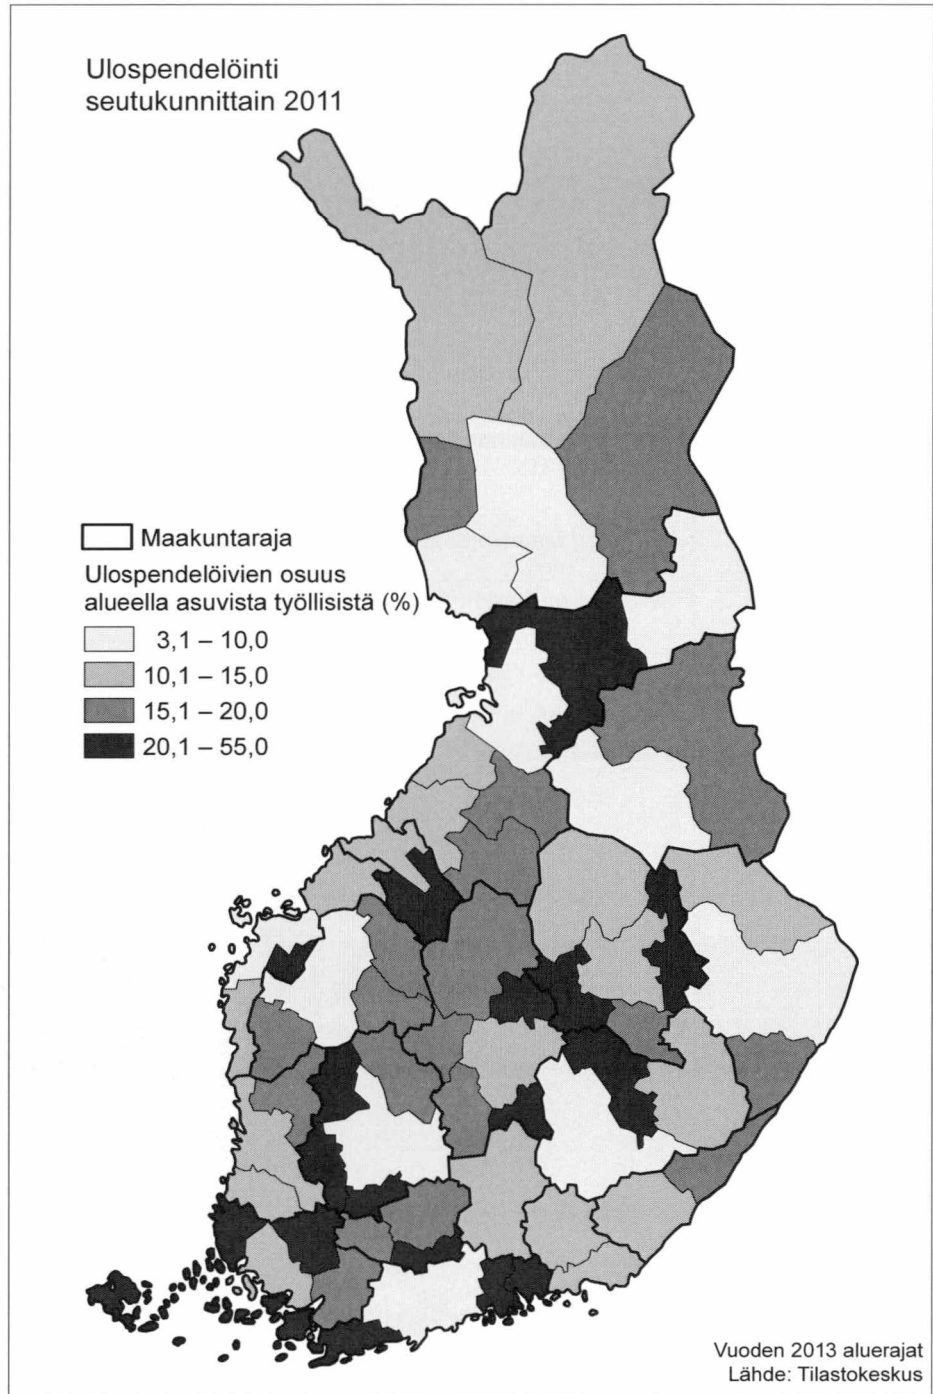 Ulospendelöinti
seutukunnittain 2011
Maakuntaraja
Ulospendelöivien osuus
alueella asuvista työllisistä (%)
3,1 – 10,0
10,1 – 15,0
15,1 – 20,0
20,1 – 55,0
Vuoden 2013 aluerajat
Lähde: Tilastokeskus